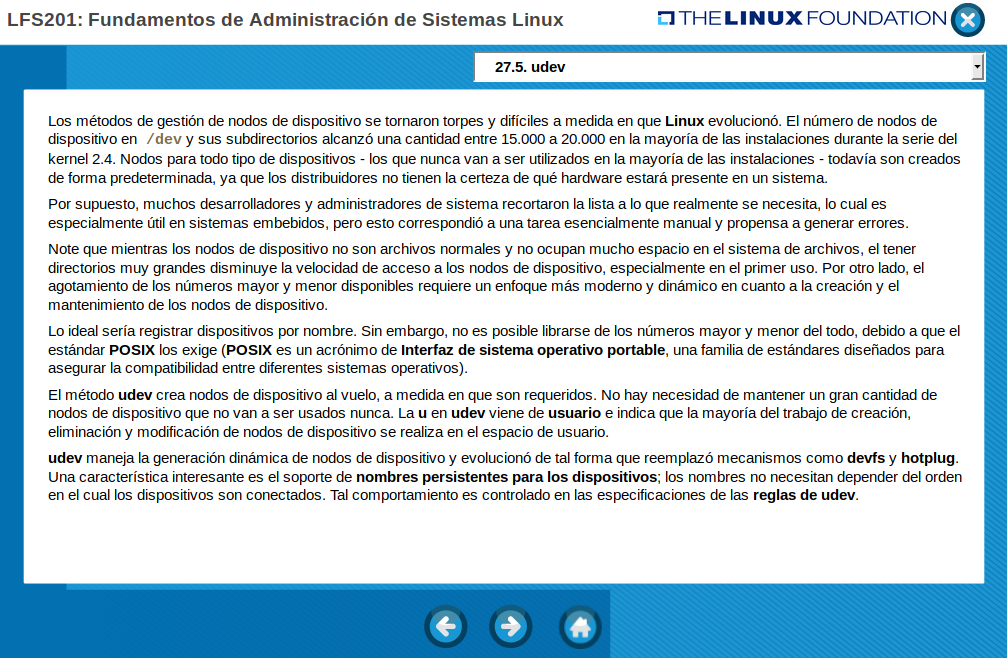 LFS201: Fundamentos de Administración de Sistemas Linux
THE LINUX FOUNDATION
27.5. udev
Los métodos de gestión de nodos de dispositivo se tornaron torpes y difíciles a medida en que Linux evolucionó. El número de nodos de
dispositivo en /dev y sus subdirectorios alcanzó una cantidad entre 15.000 a 20.000 en la mayoría de las instalaciones durante la serie del
kernel 2.4. Nodos para todo tipo de dispositivos - los que nunca van a ser utilizados en la mayoría de las instalaciones - todavía son creados
de forma predeterminada, ya que los distribuidores no tienen la certeza de qué hardware estará presente en un sistema.
Por supuesto, muchos desarrolladores y administradores de sistema recortaron la lista a lo que realmente se necesita, lo cual es
especialmente útil en sistemas embebidos, pero esto correspondió a una tarea esencialmente manual y propensa a generar errores.
Note que mientras los nodos de dispositivo no son archivos normales y no ocupan mucho espacio en el sistema de archivos, el tener
directorios muy grandes disminuye la velocidad de acceso a los nodos de dispositivo, especialmente en el primer uso. Por otro lado, el
agotamiento de los números mayor y menor disponibles requiere un enfoque más moderno y dinámico en cuanto a la creación y el
mantenimiento de los nodos de dispositivo.
Lo ideal sería registrar dispositivos por nombre. Sin embargo, no es posible librarse de los números mayor y menor del todo, debido a que el
estándar POSIX los exige (POSIX es un acrónimo de Interfaz de sistema operativo portable, una familia de estándares diseñados para
asegurar la compatibilidad entre diferentes sistemas operativos).
El método udev crea nodos de dispositivo al vuelo, a medida en que son requeridos. No hay necesidad de mantener un gran cantidad de
nodos de dispositivo que no van a ser usados nunca. La u en udev viene de usuario e indica que la mayoría del trabajo de creación,
eliminación y modificación de nodos de dispositivo se realiza en el espacio de usuario.
udev maneja la generación dinámica de nodos de dispositivo y evolucionó de tal forma que reemplazó mecanismos como devfs y hotplug.
Una característica interesante es el soporte de nombres persistentes para los dispositivos; los nombres no necesitan depender del orden
en el cual los dispositivos son conectados. Tal comportamiento es controlado en las especificaciones de las reglas de udev.